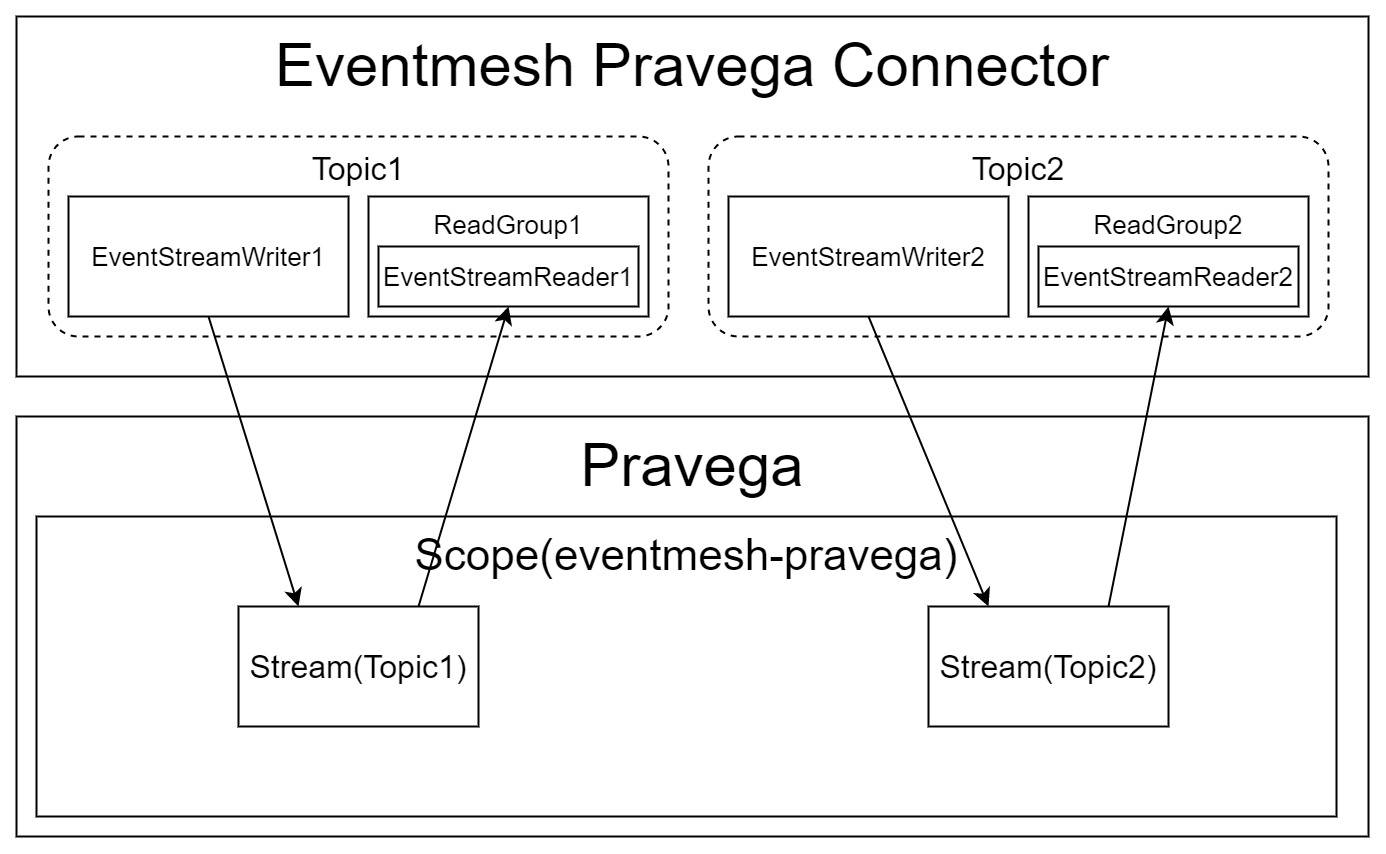 Eventmesh Pravega Connector
Topic1
EventStreamWriter1
ReadGroup1
EventStreamReader1
Topic2
EventStreamWriter2
ReadGroup2
EventStreamReader2
Pravega
Scope(eventmesh-pravega)
Stream(Topic1)
Stream(Topic2)